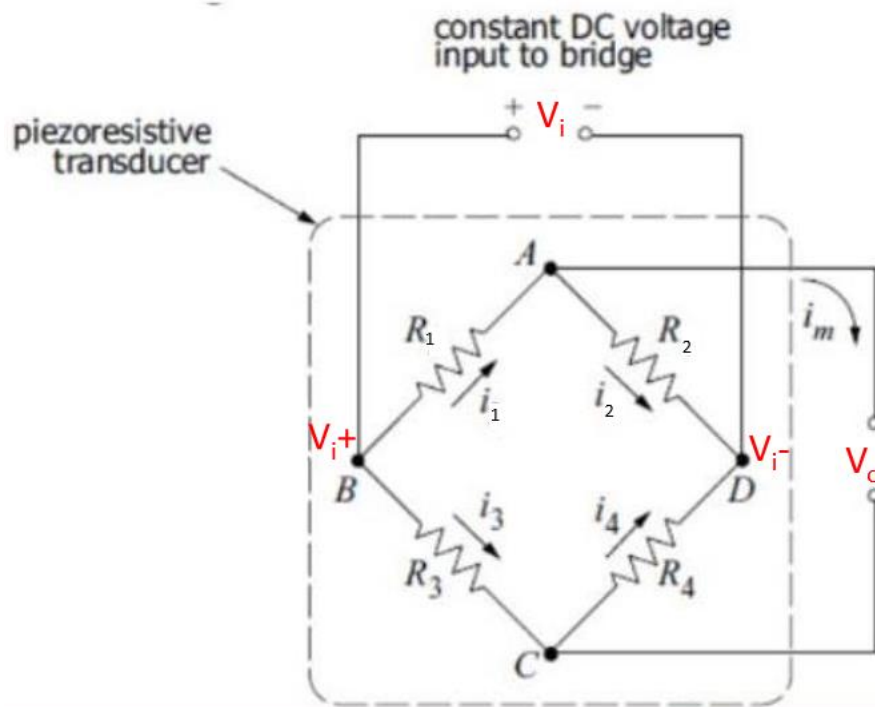 constant DC voltage
input to bridge
+ Vi −
piezoresistive
transducer
A
R1
R2
im
i1
i2
Vi+
Vi-
B
D
i3
i4
R3
R4
C